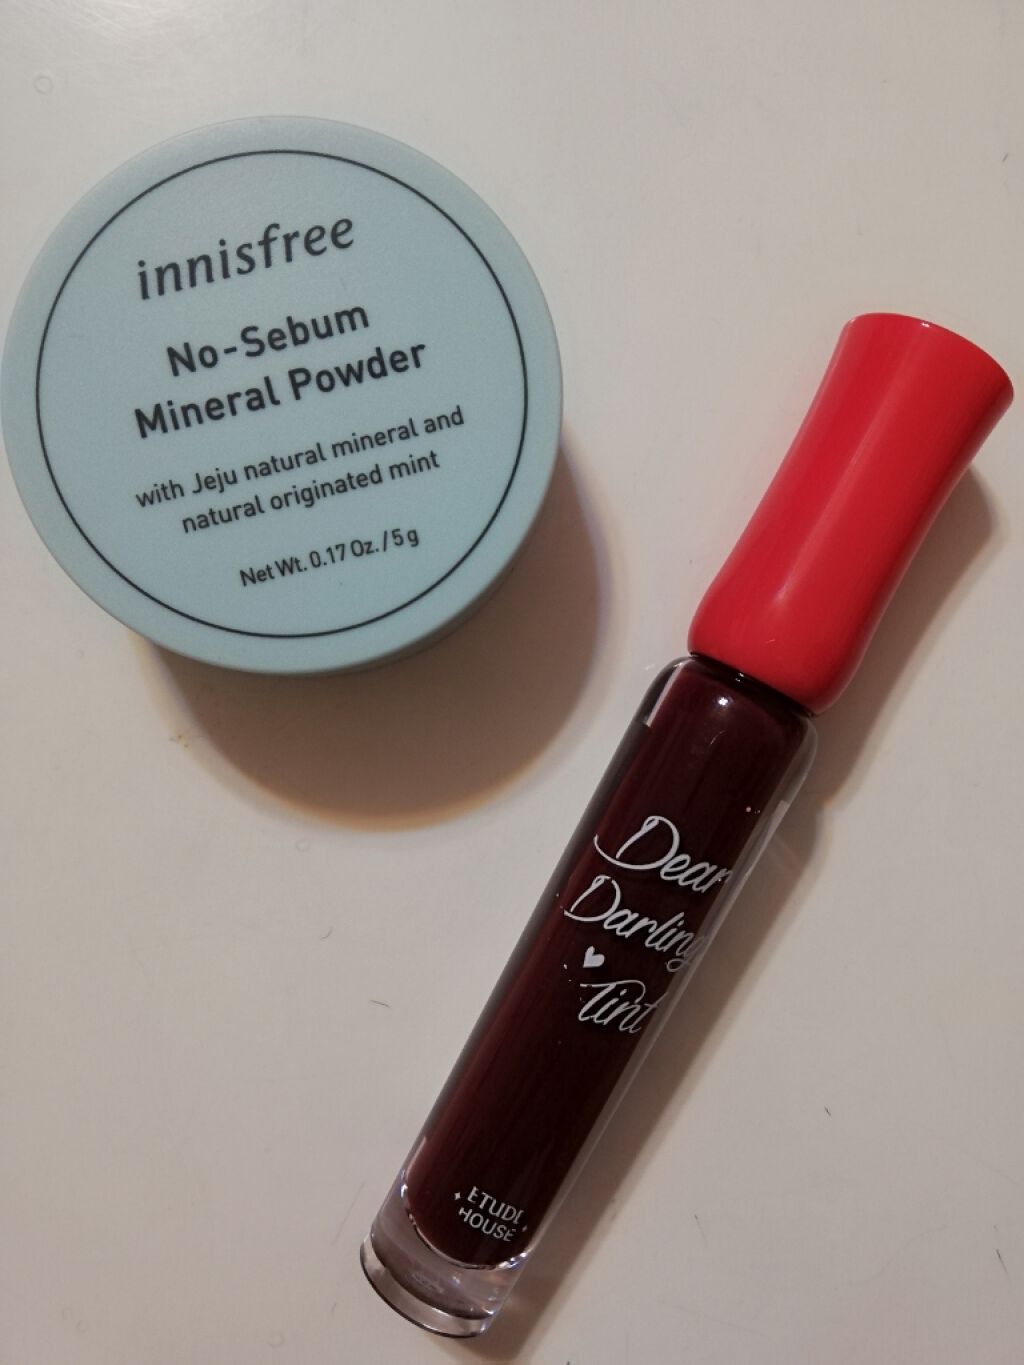 innisfree
No-Sebum
Mineral Powder
with Jeju natural mineral and
natural originated mint
Net Wt. 0.17 Oz. / 5 g
Dear
Darling
Tint
ETUDE
HOUSE